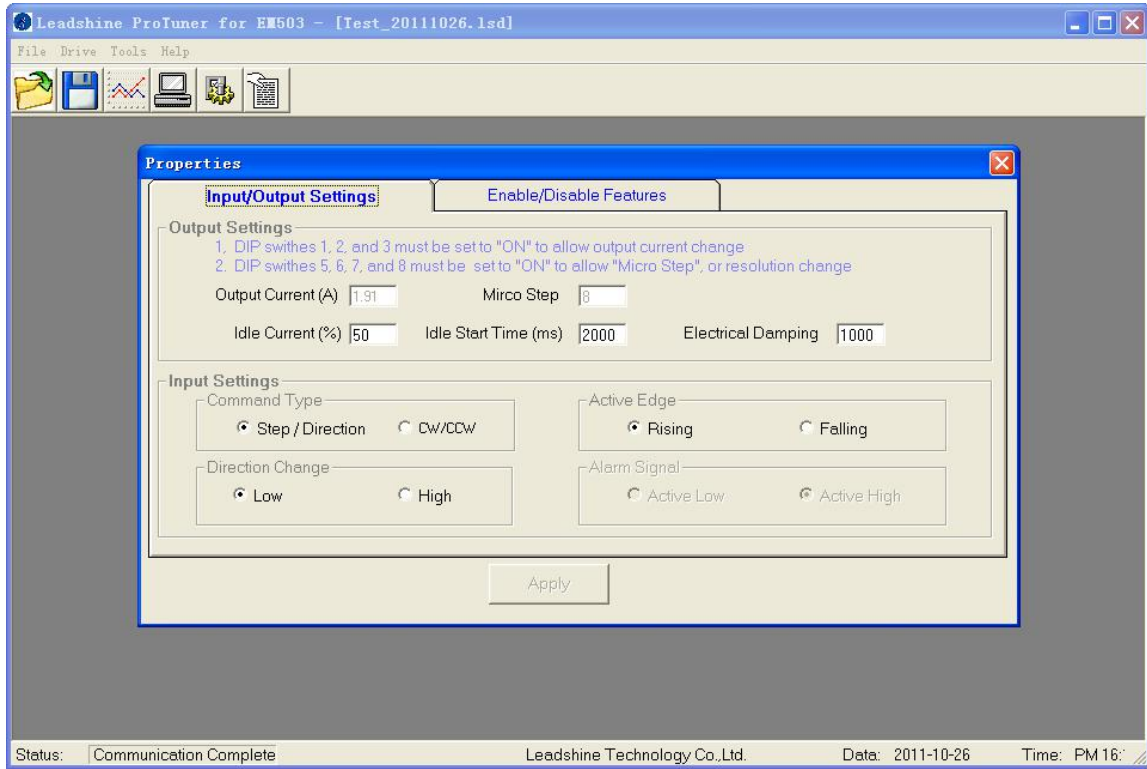 Leadshine ProTuner for EM503 - [Test_20111026.lsd]
File Drive Tools Help
Properties
Input/Output Settings
Enable/Disable Features
Output Settings
1, DIP swithes 1, 2, and 3 must be set to "ON" to allow output current change
2. DIP swithes 5, 6, 7, and 8 must be set to "ON" to allow "Micro Step", or resolution change
Output Current (A) 1.91 Mirco Step 8
Idle Current (%) 50 Idle Start Time (ms) 2000 Electrical Damping 1000
Input Settings
Command Type
Step / Direction CW/CCW
Active Edge
Rising Falling
Direction Change
Low High
Alarm Signal
Active Low Active High
Apply
Status: Communication Complete Leadshine Technology Co.,Ltd. Data: 2011-10-26 Time: PM 16: